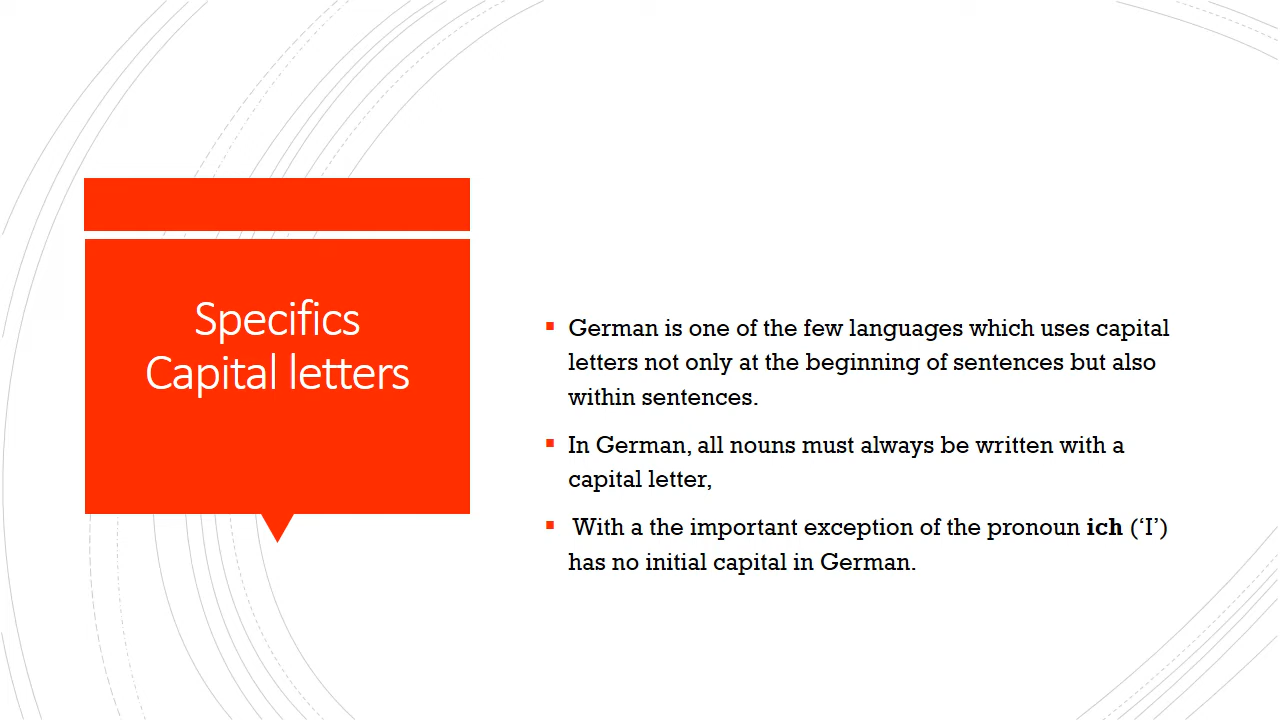 Specifics
Capital letters
▪ German is one of the few languages which uses capital
letters not only at the beginning of sentences but also
within sentences.
▪ In German, all nouns must always be written with a
capital letter,
▪ With a the important exception of the pronoun ich (‘I’)
has no initial capital in German.